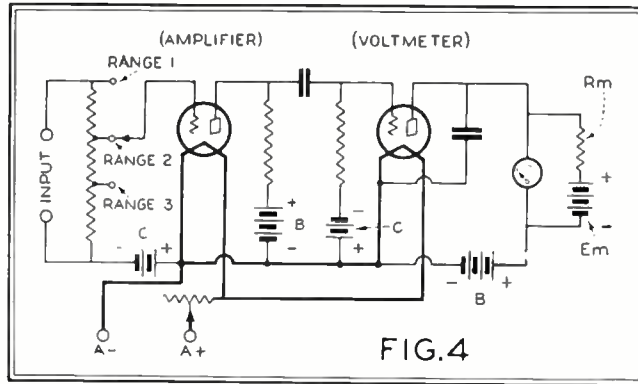 (AMPLIFIER) (VOLTMETER)
RANGE 1
Rm
RANGE 2
INPUT
RANGE 3
+ - +
B C
- C + - + Em -
- B +
A- A+
FIG.4